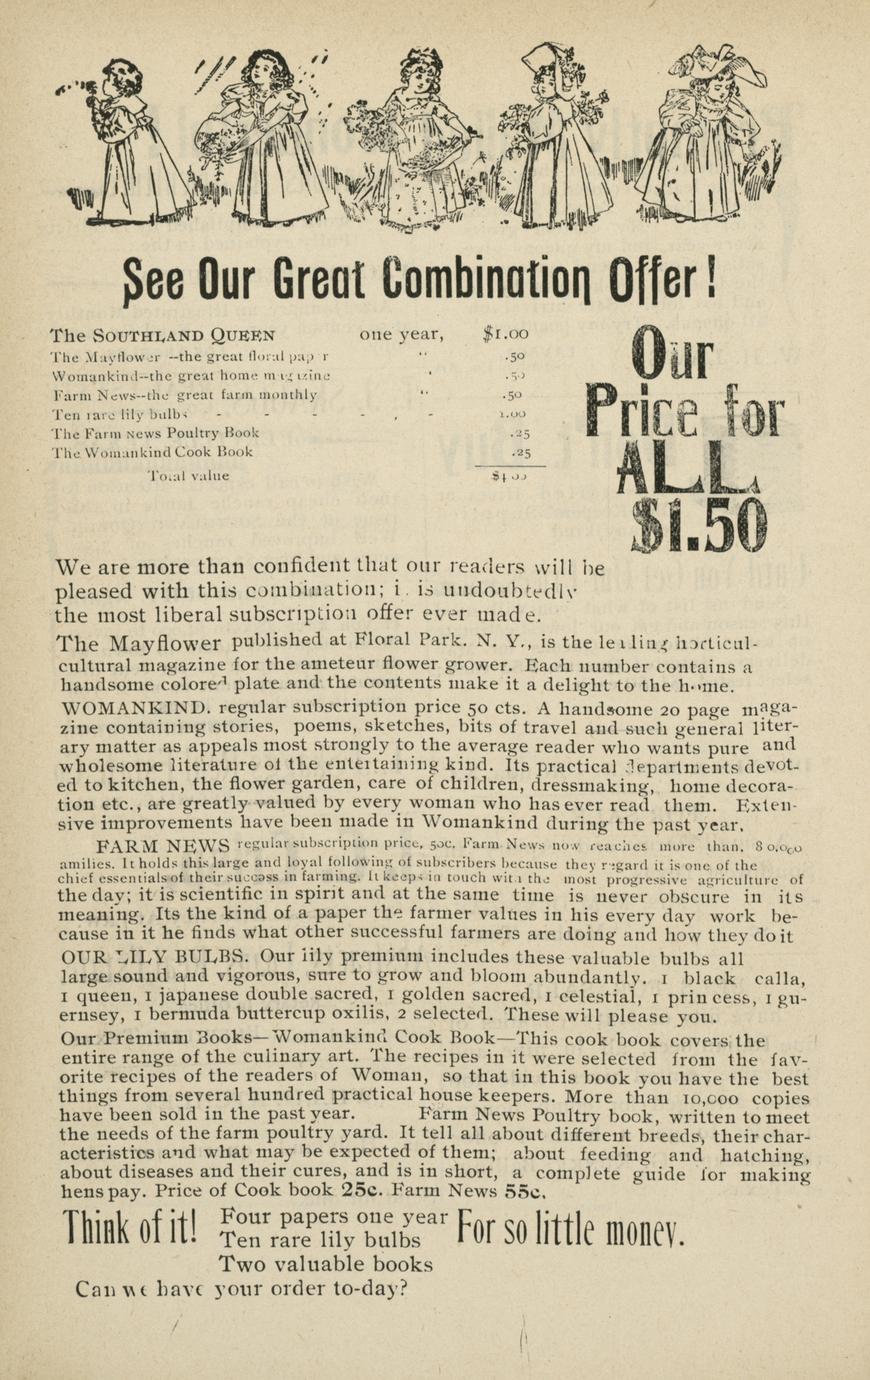 See Our Great Combination Offer!
The SOUTHLAND QUEEN one year, $1.00
The Mayflower --the great floral " .50
Womankind--the great home " .50
Farm News--the great farm monthly " .50
Ten rare lily bulbs - - - - , - 1.00
The Farm News Poultry Book .25
The Womankind Cook Book .25
Total value
Our
Price for
ALL
$1.50
We are more than confident that our readers will be
pleased with this combination; is undoubtedly
the most liberal subscription offer ever made.
The Mayflower published at Floral Park. N. Y., is the leading horticul-
cultural magazine for the ameteur flower grower. Each number contains a
handsome colored plate and the contents make it a delight to the home.
WOMANKIND. regular subscription price 50 cts. A handsome 20 page maga-
zine containing stories, poems, sketches, bits of travel and such general liter-
ary matter as appeals most strongly to the average reader who wants pure and
wholesome literature of the entertaining kind. Its practical departments devot-
ed to kitchen, the flower garden, care of children, dressmaking, home decora-
tion etc., are greatly valued by every woman who has ever read them. Exten-
sive improvements have been made in Womankind during the past year.
FARM NEWS regular subscription price, 50c. Farm News now reaches more than. 80,000
amilies. It holds this large and loyal following of subscribers because they regard it is one of the
chief essentials of their success in farming. It keeps in touch with the most progressive agriculture of
the day; it is scientific in spirit and at the same time is never obscure in its
meaning. Its the kind of a paper the farmer values in his every day work be-
cause in it he finds what other successful farmers are doing and how they do it
OUR LILY BULBS. Our lily premium includes these valuable bulbs all
large sound and vigorous, sure to grow and bloom abundantly. 1 black calla,
1 queen, 1 japanese double sacred, 1 golden sacred, 1 celestial, 1 prin cess, 1 gu-
ernsey, 1 bermuda buttercup oxilis, 2 selected. These will please you.
Our Premium Books—Womankind Cook Book—This cook book covers the
entire range of the culinary art. The recipes in it were selected from the fav-
orite recipes of the readers of Woman, so that in this book you have the best
things from several hundred practical house keepers. More than 10,000 copies
have been sold in the past year. Farm News Poultry book, written to meet
the needs of the farm poultry yard. It tell all about different breeds, their char-
acteristics and what may be expected of them; about feeding and hatching,
about diseases and their cures, and is in short, a complete guide for making
hens pay. Price of Cook book 25c. Farm News 55c.
Think of it! Four papers one year For so little money.
Ten rare lily bulbs
Two valuable books
Can we have your order to-day?